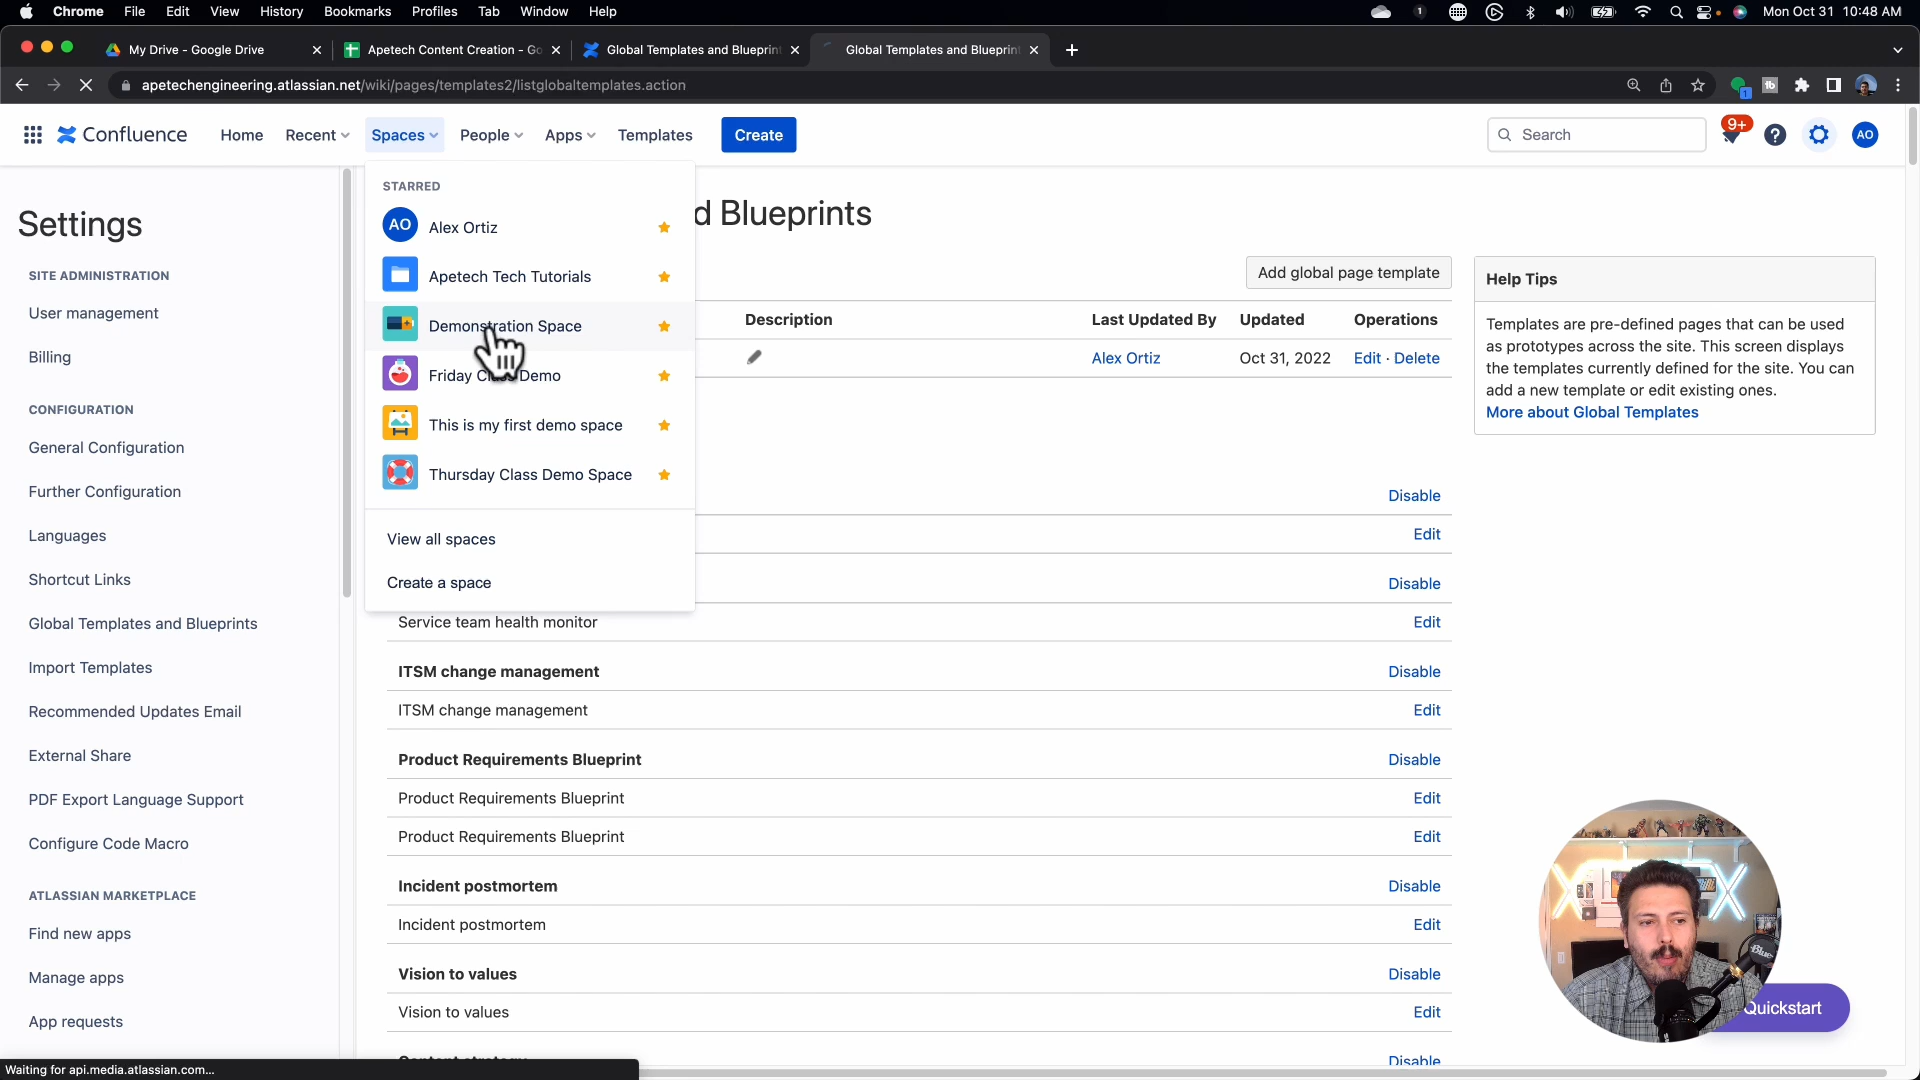 Chrome File Edit View History Bookmarks Profiles Tab Window Help 1 Mon Oct 31 10:48 AM
My Drive - Google Drive Apetech Content Creation - Go Global Templates and Blueprint Global Templates and Blueprint
apetechengineering.atlassian.net/wiki/pages/templates2/listglobaltemplates.action
1
Confluence Home Recent Spaces People Apps Templates Create Search 9+ AO
Settings
SITE ADMINISTRATION
User management
Billing
CONFIGURATION
General Configuration
Further Configuration
Languages
Shortcut Links
Global Templates and Blueprints
Import Templates
Recommended Updates Email
External Share
PDF Export Language Support
Configure Code Macro
ATLASSIAN MARKETPLACE
Find new apps
Manage apps
App requests
STARRED
AO Alex Ortiz
Apetech Tech Tutorials
Demonstration Space
Friday Class Demo
This is my first demo space
Thursday Class Demo Space
View all spaces
Create a space
d Blueprints
Add global page template
Description Last Updated By Updated Operations
Alex Ortiz Oct 31, 2022 Edit · Delete
Disable
Edit
Disable
Service team health monitor Edit
ITSM change management Disable
ITSM change management Edit
Product Requirements Blueprint Disable
Product Requirements Blueprint Edit
Product Requirements Blueprint Edit
Incident postmortem Disable
Incident postmortem Edit
Vision to values Disable
Vision to values Edit
Content strategy Disable
Help Tips
Templates are pre-defined pages that can be used
as prototypes across the site. This screen displays
the templates currently defined for the site. You can
add a new template or edit existing ones.
More about Global Templates
Blue
Quickstart
Waiting for api.media.atlassian.com...